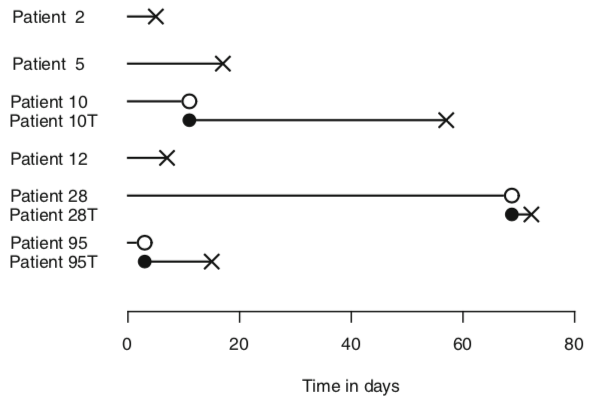 Patient 2
Patient 5
Patient 10
Patient 10T
Patient 12
Patient 28
Patient 28T
Patient 95
Patient 95T
0 20 40 60 80
Time in days